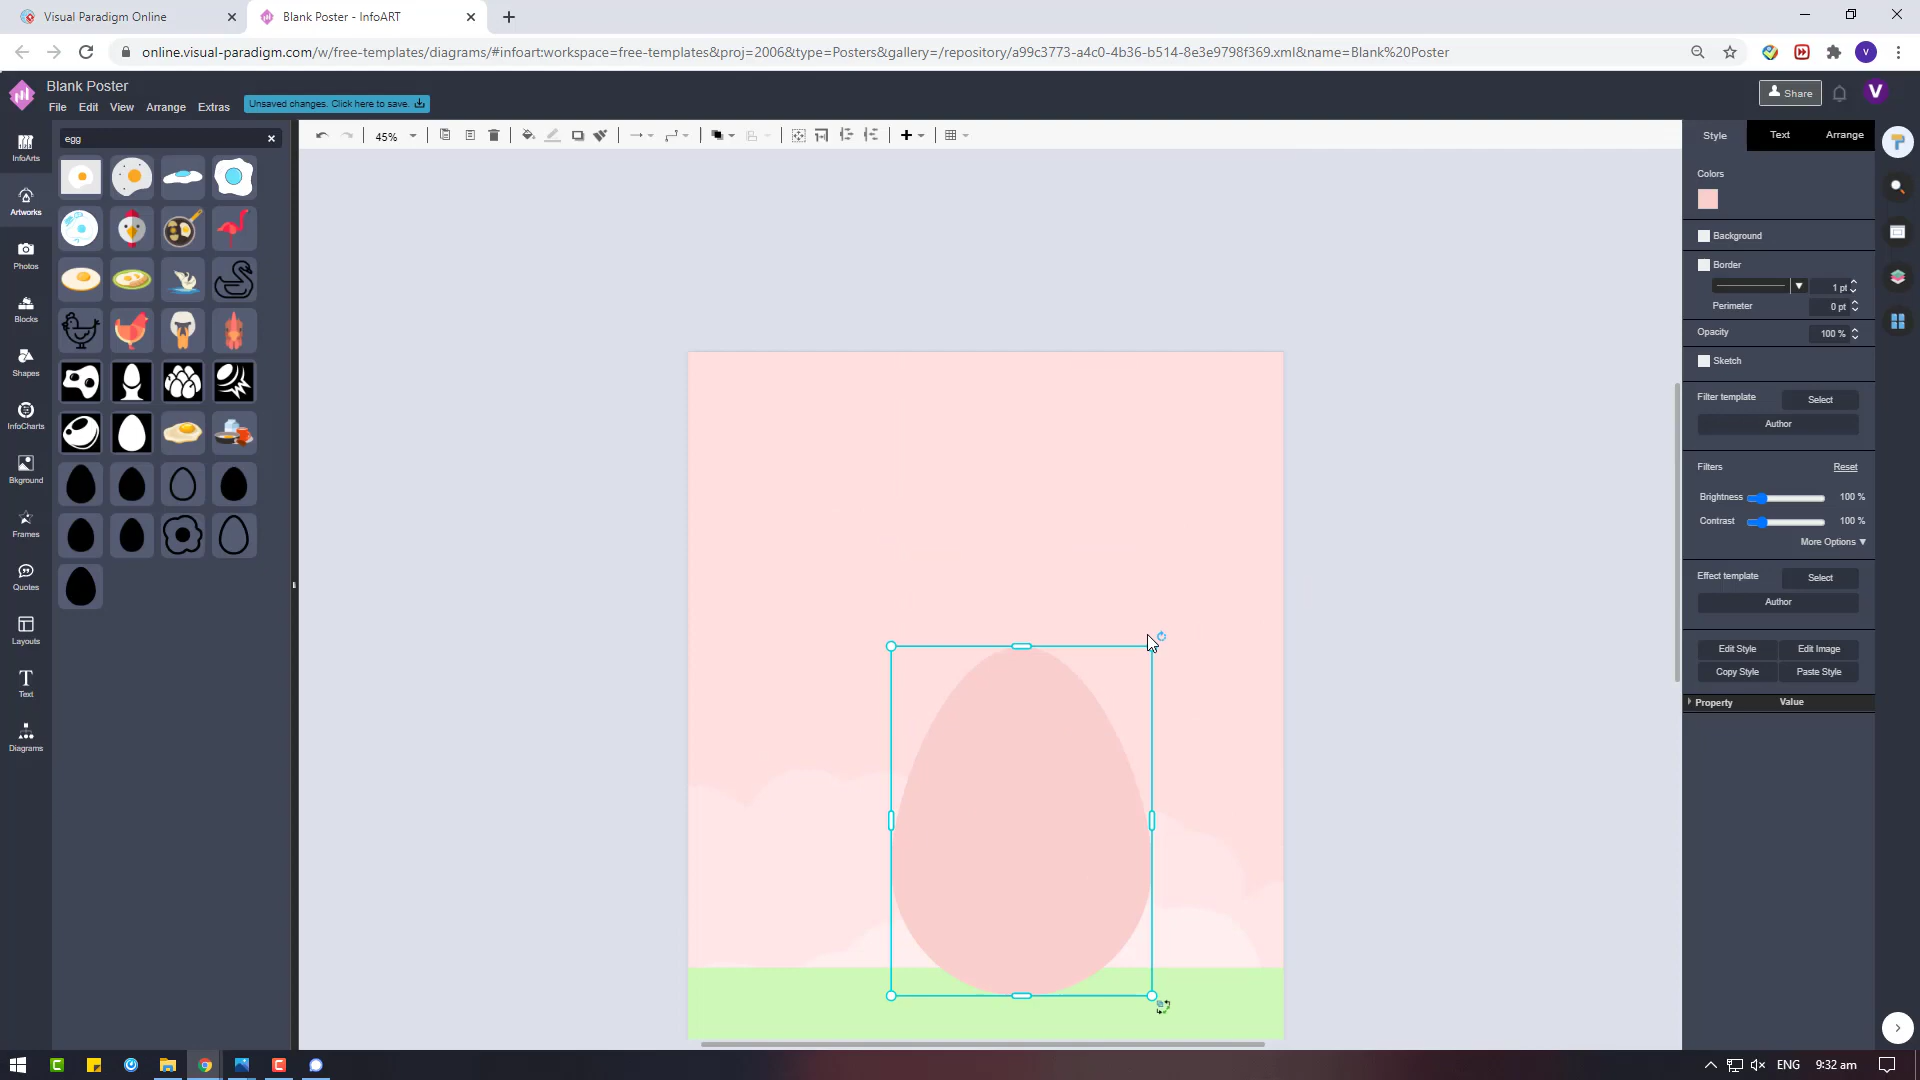 Visual Paradigm Online
Blank Poster - InfoART
online.visual-paradigm.com/w/free-templates/diagrams/#infoart:workspace=free-templates&proj=2006&type=Posters&gallery=/repository/a99c3773-a4c0-4b36-b514-8e3e9798f369.xml&name=Blank%20Poster
V
Blank Poster
File Edit View Arrange Extras
Unsaved changes. Click here to save.
Share
V
InfoArts
Artworks
Photos
Blocks
Shapes
InfoCharts
Bkground
Frames
Quotes
Layouts
Text
Diagrams
egg
45%
Style Text Arrange
Colors
Background
Border
1 pt
Perimeter 0 pt
Opacity 100 %
Sketch
Filter template Select
Author
Filters Reset
Brightness 100 %
Contrast 100 %
More Options ▼
Effect template Select
Author
Edit Style Edit Image
Copy Style Paste Style
Property Value
ENG 9:32 am